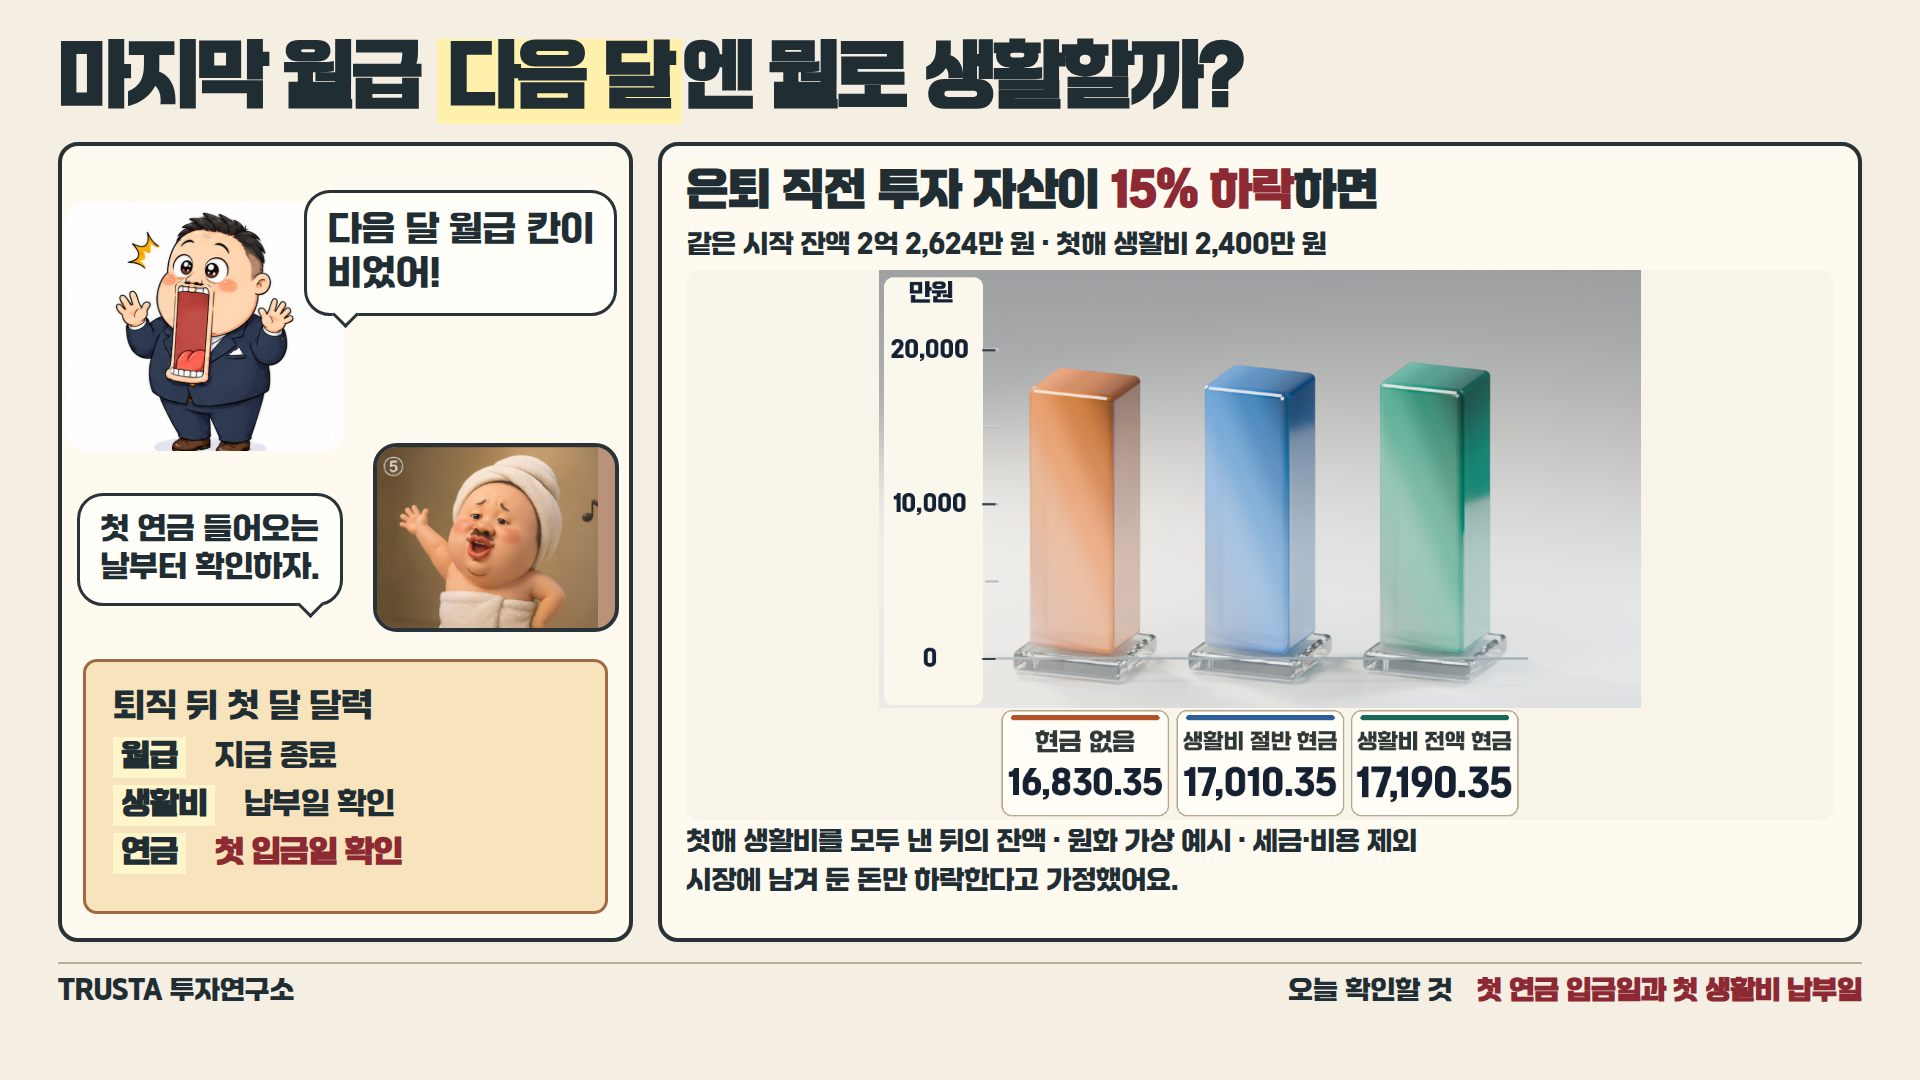 마지막 월급 다음 달엔 뭘로 생활할까?
다음 달 월급 칸이
비었어!
⑤
첫 연금 들어오는
날부터 확인하자.
퇴직 뒤 첫 달 달력
월급 지급 종료
생활비 납부일 확인
연금 첫 입금일 확인
은퇴 직전 투자 자산이 15% 하락하면
같은 시작 잔액 2억 2,624만 원 · 첫해 생활비 2,400만 원
만원
20,000
10,000
0
현금 없음
16,830.35
생활비 절반 현금
17,010.35
생활비 전액 현금
17,190.35
첫해 생활비를 모두 낸 뒤의 잔액 · 원화 가상 예시 · 세금·비용 제외
시장에 남겨 둔 돈만 하락한다고 가정했어요.
TRUSTA 투자연구소
오늘 확인할 것 첫 연금 입금일과 첫 생활비 납부일